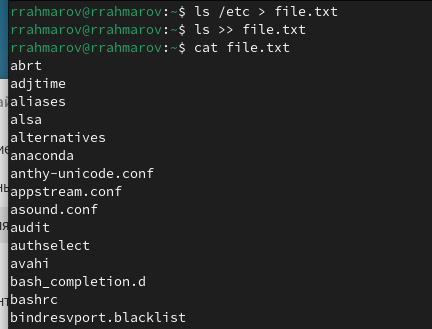 rrahmarov@rrahmarov:~$ ls /etc > file.txt
rrahmarov@rrahmarov:~$ ls >> file.txt
rrahmarov@rrahmarov:~$ cat file.txt
abrt
adjtime
aliases
alsa
alternatives
anaconda
anthy-unicode.conf
appstream.conf
asound.conf
audit
authselect
avahi
bash_completion.d
bashrc
bindresvport.blacklist